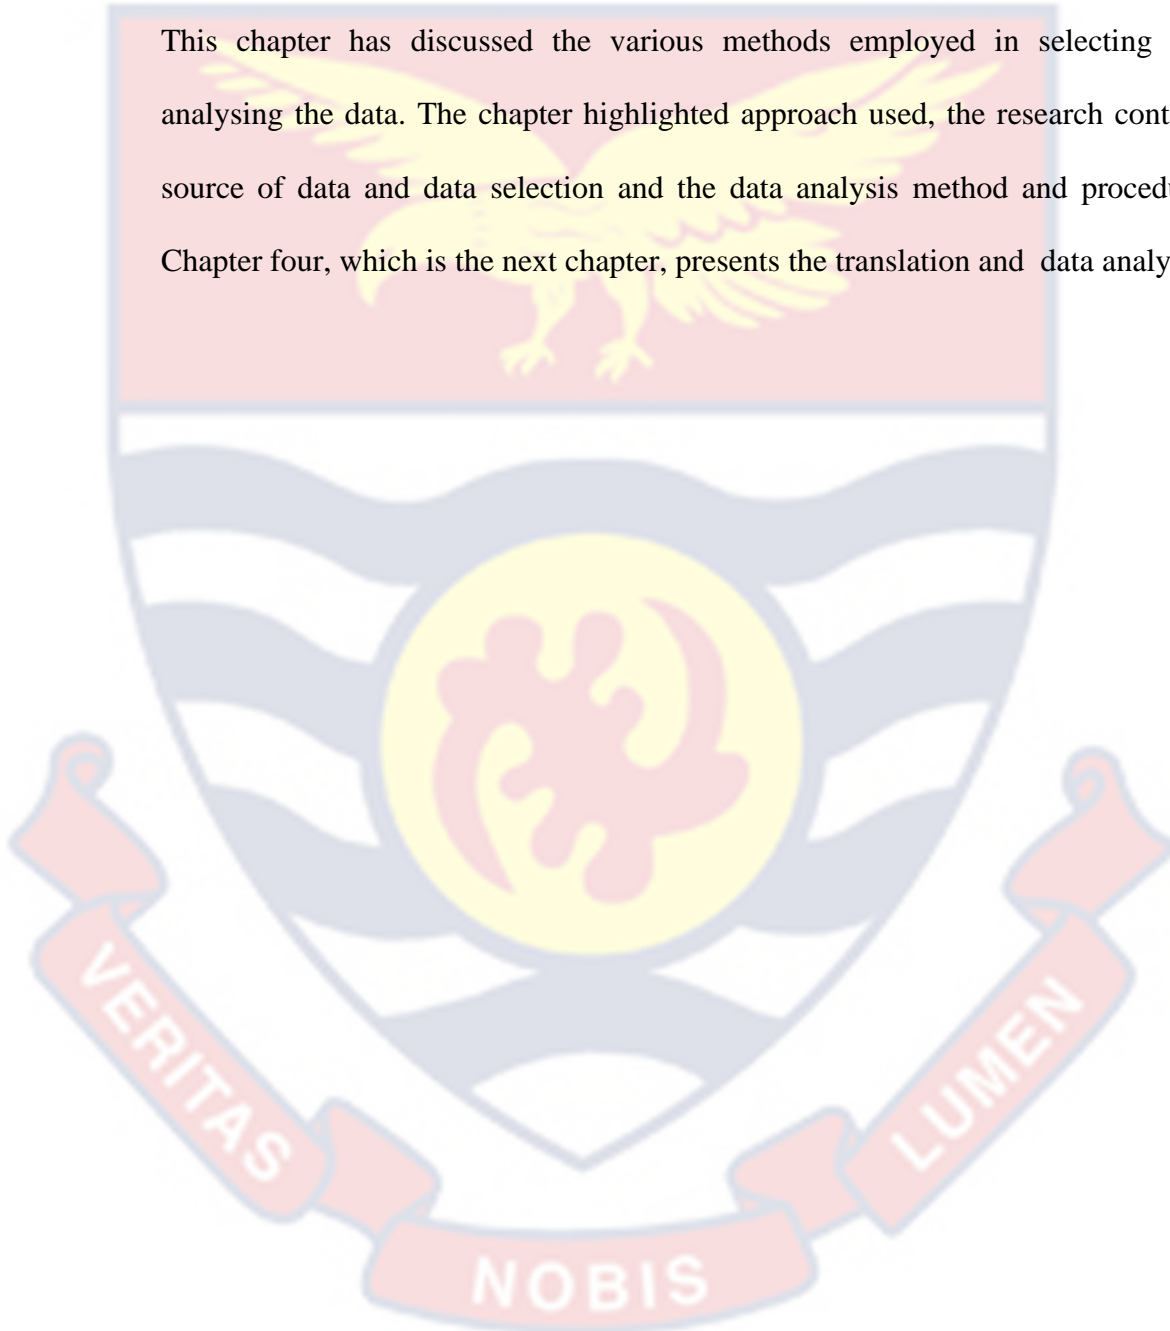 This chapter has discussed the various methods employed in selecting
analysing the data. The chapter highlighted approach used, the research cont
source of data and data selection and the data analysis method and proced
Chapter four, which is the next chapter, presents the translation and data analy
VERITAS
NOBIS
LUMEN